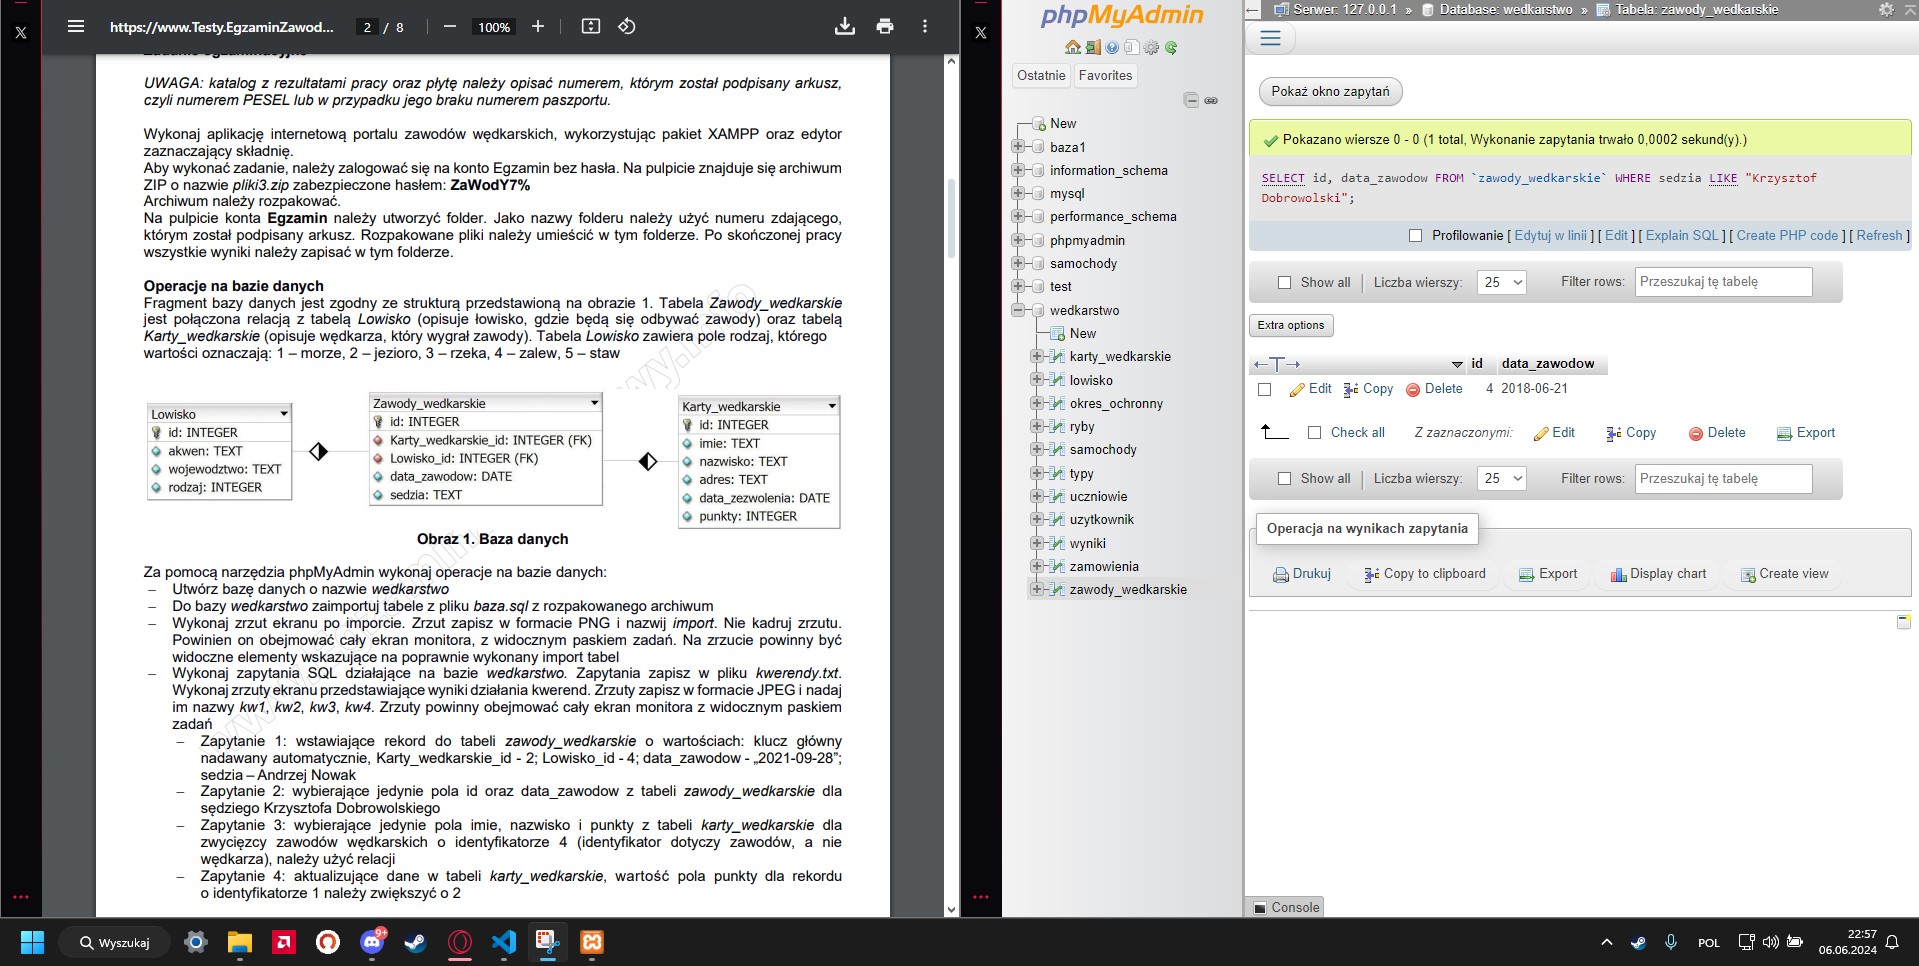 https://www.Testy.EgzaminZawod...
2 / 8
100%
Zadanie egzaminacyjne
UWAGA: katalog z rezultatami pracy oraz płytę należy opisać numerem, którym został podpisany arkusz,
czyli numerem PESEL lub w przypadku jego braku numerem paszportu.
Wykonaj aplikację internetową portalu zawodów wędkarskich, wykorzystując pakiet XAMPP oraz edytor
zaznaczający składnię.
Aby wykonać zadanie, należy zalogować się na konto Egzamin bez hasła. Na pulpicie znajduje się archiwum
ZIP o nazwie pliki3.zip zabezpieczone hasłem: ZaWodY7%
Archiwum należy rozpakować.
Na pulpicie konta Egzamin należy utworzyć folder. Jako nazwy folderu należy użyć numeru zdającego,
którym został podpisany arkusz. Rozpakowane pliki należy umieścić w tym folderze. Po skończonej pracy
wszystkie wyniki należy zapisać w tym folderze.
Operacje na bazie danych
Fragment bazy danych jest zgodny ze strukturą przedstawioną na obrazie 1. Tabela Zawody_wedkarskie
jest połączona relacją z tabelą Lowisko (opisuje łowisko, gdzie będą się odbywać zawody) oraz tabelą
Karty_wedkarskie (opisuje wędkarza, który wygrał zawody). Tabela Lowisko zawiera pole rodzaj, którego
wartości oznaczają: 1 – morze, 2 – jezioro, 3 – rzeka, 4 – zalew, 5 – staw
Lowisko
id: INTEGER
akwen: TEXT
wojewodztwo: TEXT
rodzaj: INTEGER
Zawody_wedkarskie
id: INTEGER
Karty_wedkarskie_id: INTEGER (FK)
Lowisko_id: INTEGER (FK)
data_zawodow: DATE
sedzia: TEXT
Karty_wedkarskie
id: INTEGER
imie: TEXT
nazwisko: TEXT
adres: TEXT
data_zezwolenia: DATE
punkty: INTEGER
Obraz 1. Baza danych
Za pomocą narzędzia phpMyAdmin wykonaj operacje na bazie danych:
– Utwórz bazę danych o nazwie wedkarstwo
– Do bazy wedkarstwo zaimportuj tabele z pliku baza.sql z rozpakowanego archiwum
– Wykonaj zrzut ekranu po imporcie. Zrzut zapisz w formacie PNG i nazwij import. Nie kadruj zrzutu.
Powinien on obejmować cały ekran monitora, z widocznym paskiem zadań. Na zrzucie powinny być
widoczne elementy wskazujące na poprawnie wykonany import tabel
– Wykonaj zapytania SQL działające na bazie wedkarstwo. Zapytania zapisz w pliku kwerendy.txt.
Wykonaj zrzuty ekranu przedstawiające wyniki działania kwerend. Zrzuty zapisz w formacie JPEG i nadaj
im nazwy kw1, kw2, kw3, kw4. Zrzuty powinny obejmować cały ekran monitora z widocznym paskiem
zadań
– Zapytanie 1: wstawiające rekord do tabeli zawody_wedkarskie o wartościach: klucz główny
nadawany automatycznie, Karty_wedkarskie_id - 2; Lowisko_id - 4; data_zawodow - „2021-09-28”;
sedzia – Andrzej Nowak
– Zapytanie 2: wybierające jedynie pola id oraz data_zawodow z tabeli zawody_wedkarskie dla
sędziego Krzysztofa Dobrowolskiego
– Zapytanie 3: wybierające jedynie pola imie, nazwisko i punkty z tabeli karty_wedkarskie dla
zwycięzcy zawodów wędkarskich o identyfikatorze 4 (identyfikator dotyczy zawodów, a nie
wędkarza), należy użyć relacji
– Zapytanie 4: aktualizujące dane w tabeli karty_wedkarskie, wartość pola punkty dla rekordu
o identyfikatorze 1 należy zwiększyć o 2
phpMyAdmin
Ostatnie Favorites
New
baza1
information_schema
mysql
performance_schema
phpmyadmin
samochody
test
wedkarstwo
New
karty_wedkarskie
lowisko
okres_ochronny
ryby
samochody
typy
uczniowie
uzytkownik
wyniki
zamowienia
zawody_wedkarskie
Serwer: 127.0.0.1 » Database: wedkarstwo » Tabela: zawody_wedkarskie
Pokaż okno zapytań
Pokazano wiersze 0 - 0 (1 total, Wykonanie zapytania trwało 0,0002 sekund(y).)
SELECT id, data_zawodow FROM `zawody_wedkarskie` WHERE sedzia LIKE "Krzysztof
Dobrowolski";
Profilowanie [ Edytuj w linii ] [ Edit ] [ Explain SQL ] [ Create PHP code ] [ Refresh ]
Show all Liczba wierszy: 25 Filter rows: Przeszukaj tę tabelę
Extra options
id data_zawodow
Edit Copy Delete 4 2018-06-21
Check all Z zaznaczonymi: Edit Copy Delete Export
Show all Liczba wierszy: 25 Filter rows: Przeszukaj tę tabelę
Operacja na wynikach zapytania
Drukuj Copy to clipboard Export Display chart Create view
Console
Wyszukaj
9+
POL
22:57
06.06.2024